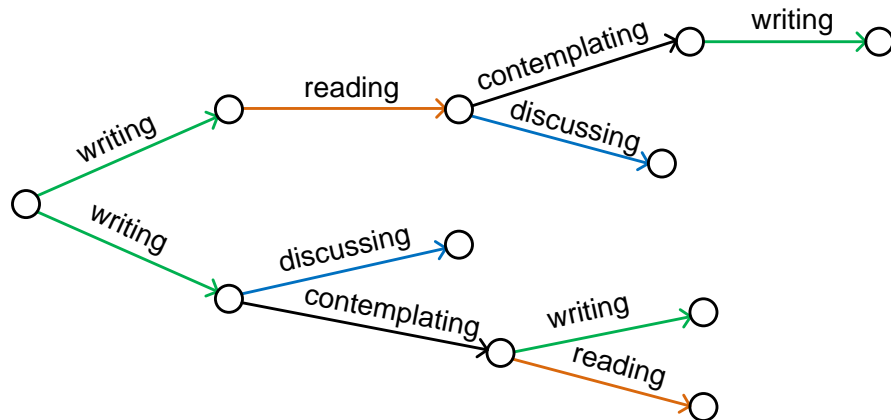 writing
contemplating
reading
discussing
writing
writing
discussing
contemplating
writing
reading